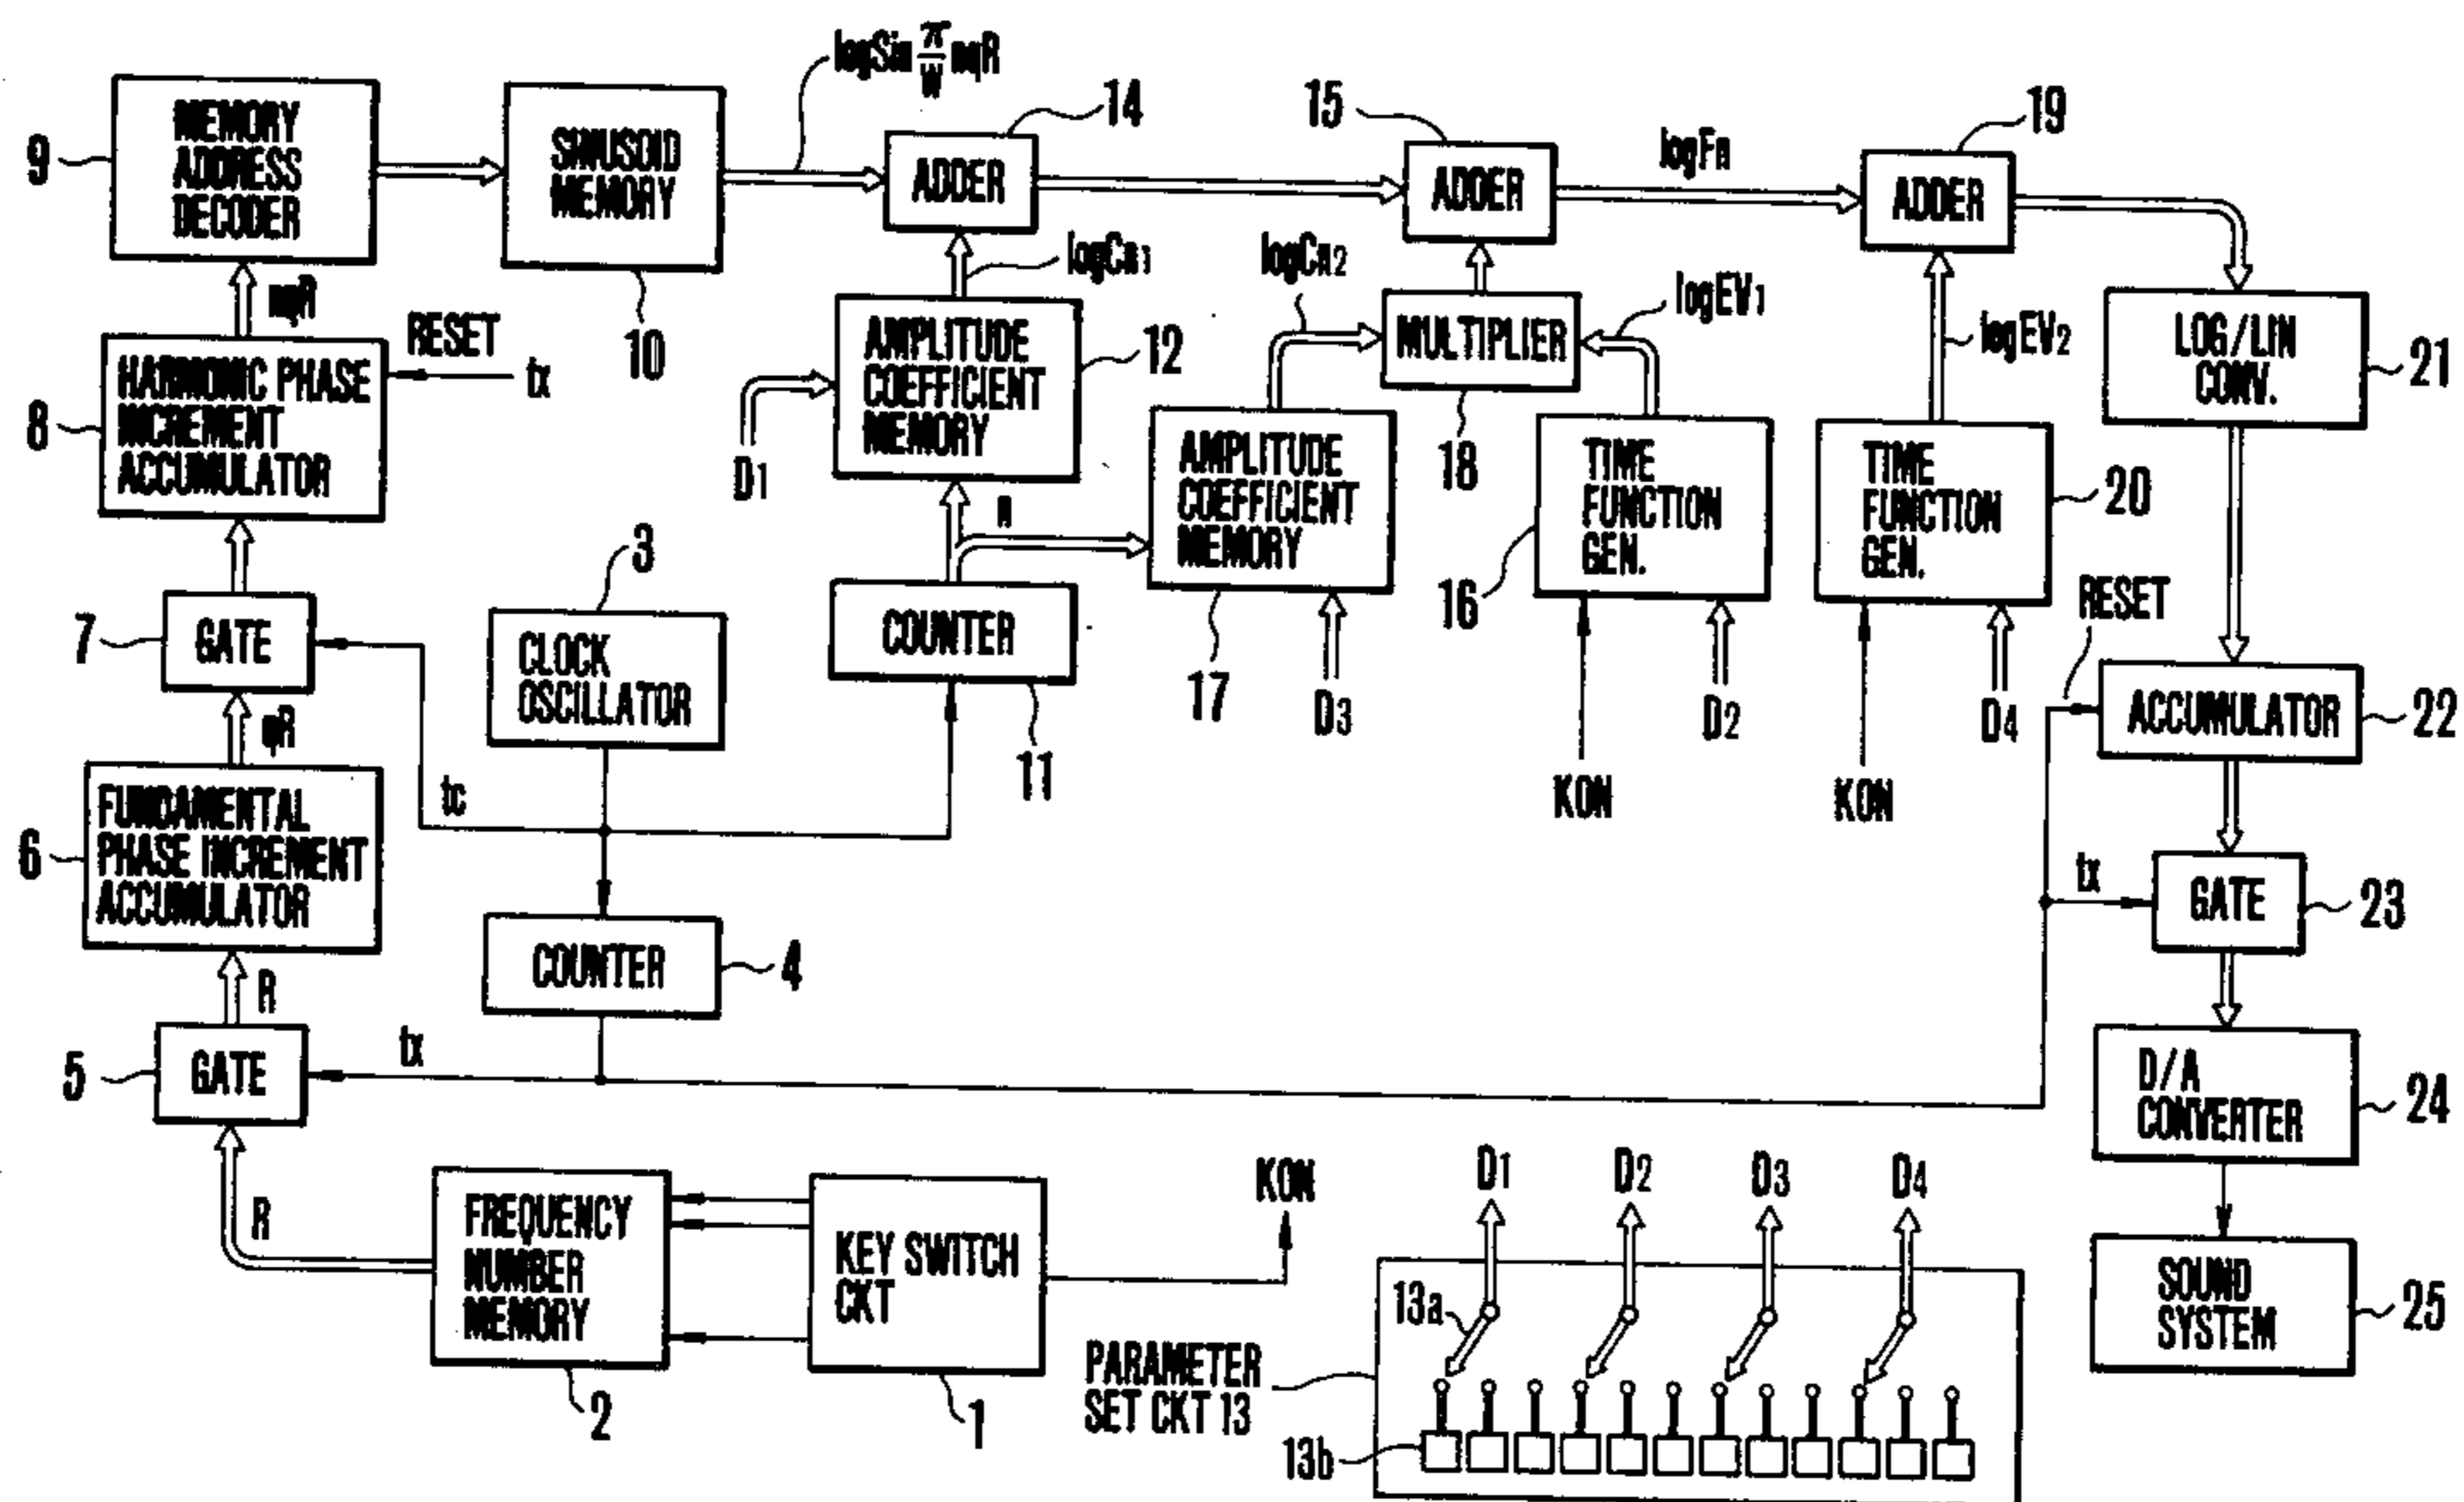 logSin π/W nqR
MEMORY
ADDRESS
DECODER
9
SINUSOID
MEMORY
10
ADDER
14
ADDER
15
logFn
ADDER
19
nqR
RESET
tx
HARMONIC PHASE
INCREMENT
ACCUMULATOR
8
logCn1
AMPLITUDE
COEFFICIENT
MEMORY
12
D1
logCn2
MULTIPLIER
18
logEV1
logEV2
LOG/LIN
CONV.
21
AMPLITUDE
COEFFICIENT
MEMORY
17
D3
TIME
FUNCTION
GEN.
16
KON
D2
TIME
FUNCTION
GEN.
20
KON
D4
n
GATE
7
3
CLOCK
OSCILLATOR
COUNTER
11
RESET
ACCUMULATOR
22
qR
tc
FUNDAMENTAL
PHASE INCREMENT
ACCUMULATOR
6
COUNTER
4
tx
GATE
23
R
GATE
5
tx
D/A
CONVERTER
24
R
FREQUENCY
NUMBER
MEMORY
2
KEY SWITCH
CKT
1
KON
D1
D2
D3
D4
13a
PARAMETER
SET CKT 13
13b
SOUND
SYSTEM
25